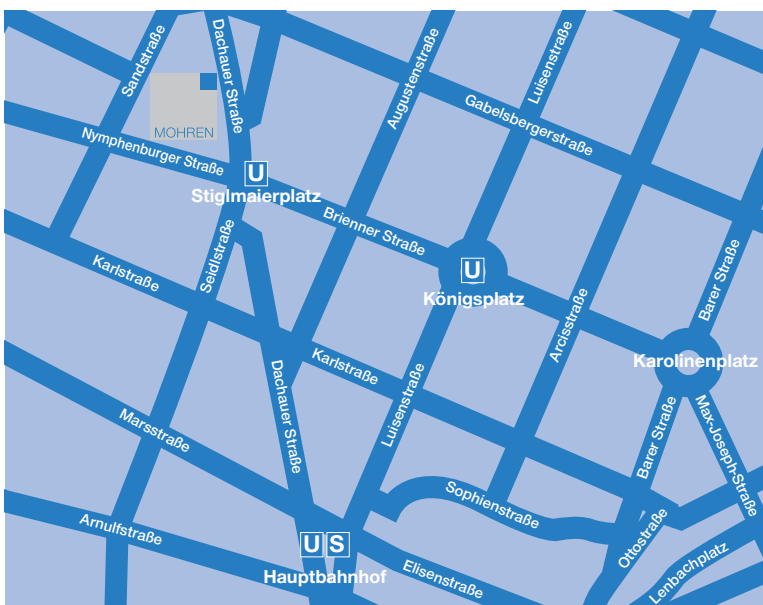 Sandstraße
Dachauer Straße
Augustenstraße
Luisenstraße
Gabelsbergerstraße
MOHREN
Nymphenburger Straße
U
Stiglmaierplatz
Brienner Straße
Seidlstraße
Karlstraße
U
Königsplatz
Barer Straße
Arcisstraße
Karolinenplatz
Karlstraße
Dachauer Straße
Luisenstraße
Marsstraße
Barer Straße
Max-Joseph-Straße
Sophienstraße
Arnulfstraße
Ottostraße
U S
Hauptbahnhof
Elisenstraße
Lenbachplatz